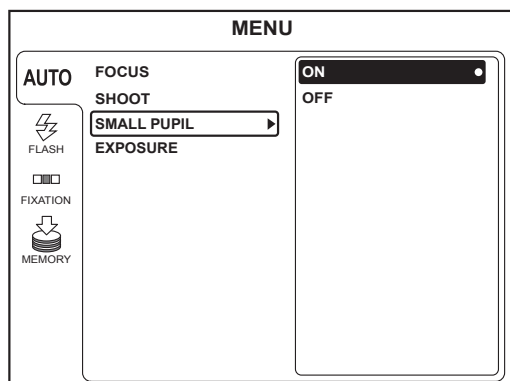 MENU
AUTO
FLASH
FIXATION
MEMORY
FOCUS
SHOOT
SMALL PUPIL
EXPOSURE
ON
OFF